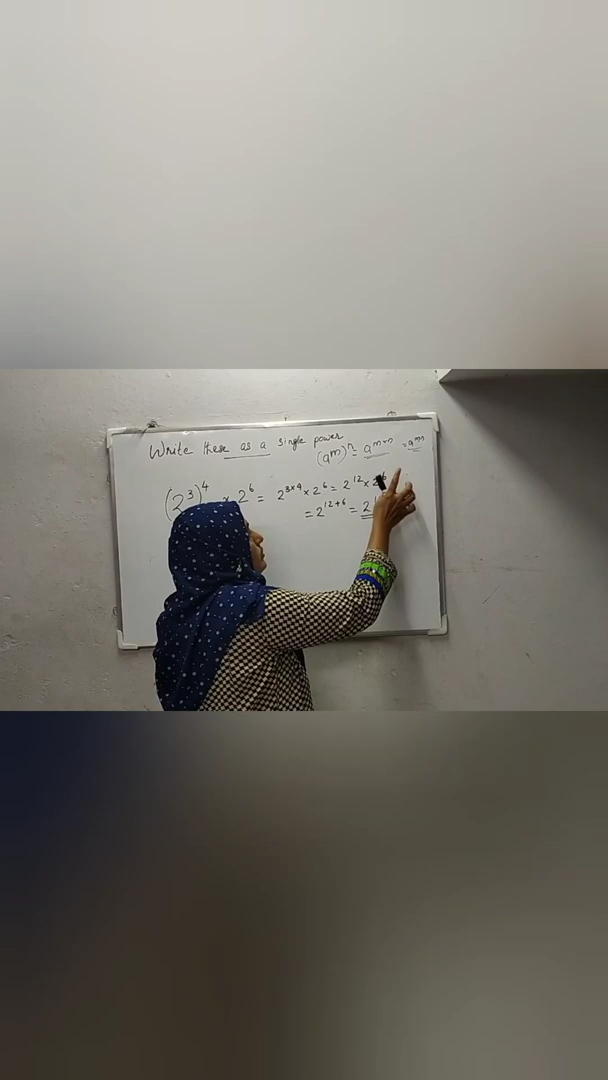 Write these as a single power
(a^m)^n = a^{m×n} = a^{mn}
(2^3)^4 × 2^6 = 2^{3×4} × 2^6 = 2^{12} × 2^6
= 2^{12+6} = 2